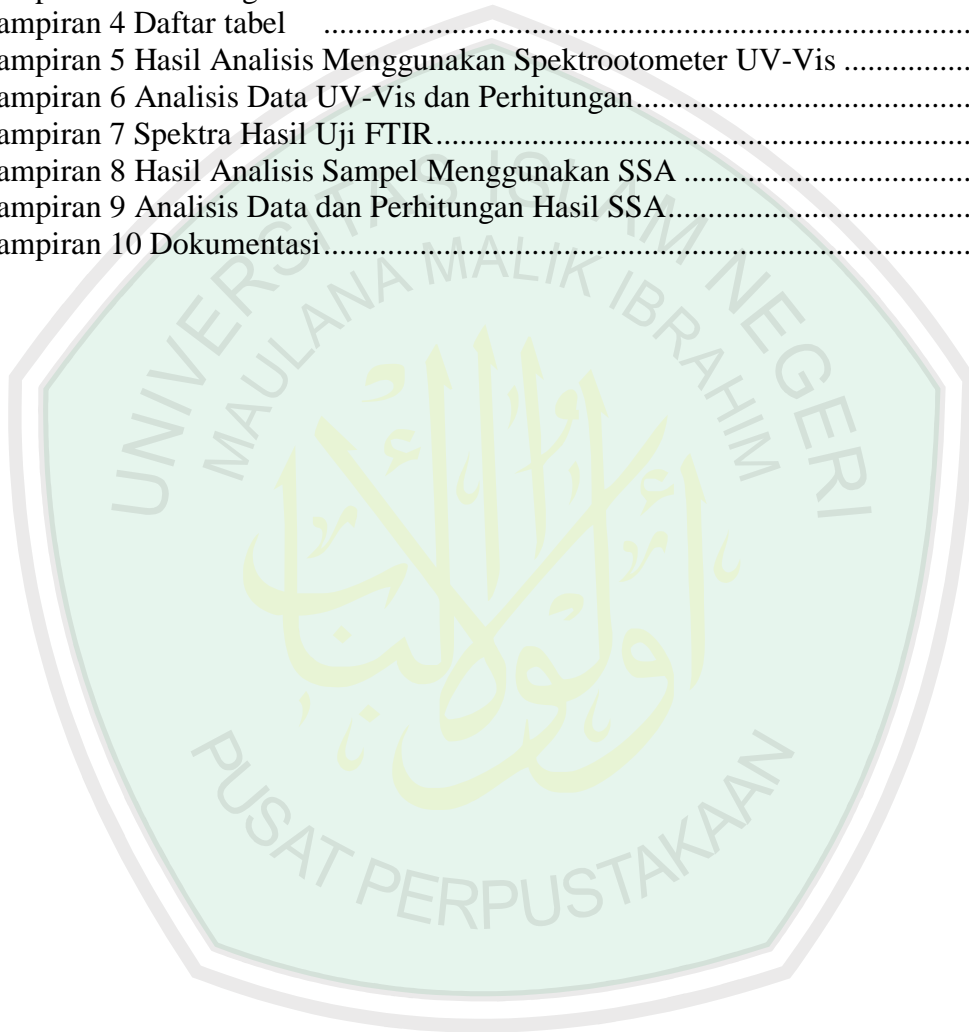 ampiran 4 Daftar tabel ........................................................................
ampiran 5 Hasil Analisis Menggunakan Spektrootometer UV-Vis ..............
ampiran 6 Analisis Data UV-Vis dan Perhitungan..................................
ampiran 7 Spektra Hasil Uji FTIR..........................................................
ampiran 8 Hasil Analisis Sampel Menggunakan SSA ..............................
ampiran 9 Analisis Data dan Perhitungan Hasil SSA................................
ampiran 10 Dokumentasi.......................................................................
UNIVERSITAS ISLAM NEGERI
MAULANA MALIK IBRAHIM
PUSAT PERPUSTAKAAN